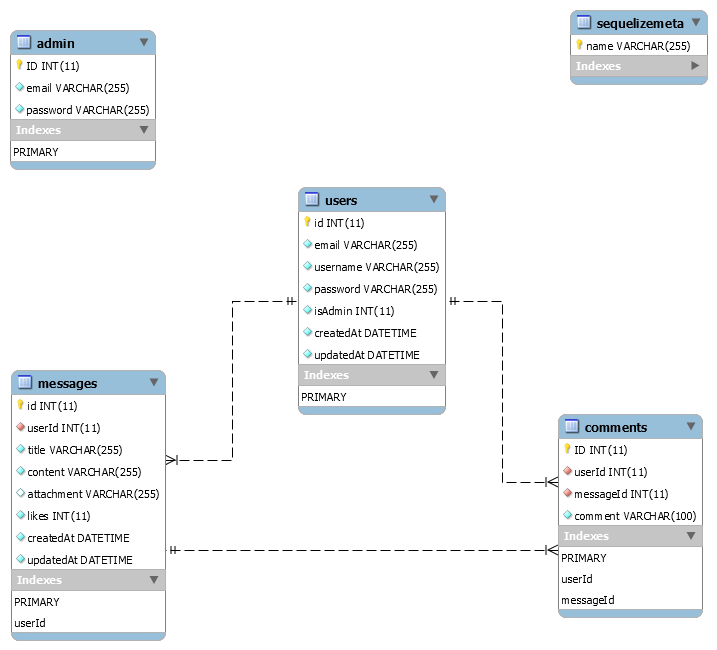 admin
ID INT(11)
email VARCHAR(255)
password VARCHAR(255)
Indexes
PRIMARY
sequelizemeta
name VARCHAR(255)
Indexes
users
id INT(11)
email VARCHAR(255)
username VARCHAR(255)
password VARCHAR(255)
isAdmin INT(11)
createdAt DATETIME
updatedAt DATETIME
Indexes
PRIMARY
messages
id INT(11)
userId INT(11)
title VARCHAR(255)
content VARCHAR(255)
attachment VARCHAR(255)
likes INT(11)
createdAt DATETIME
updatedAt DATETIME
Indexes
PRIMARY
userId
comments
ID INT(11)
userId INT(11)
messageId INT(11)
comment VARCHAR(100)
Indexes
PRIMARY
userId
messageId